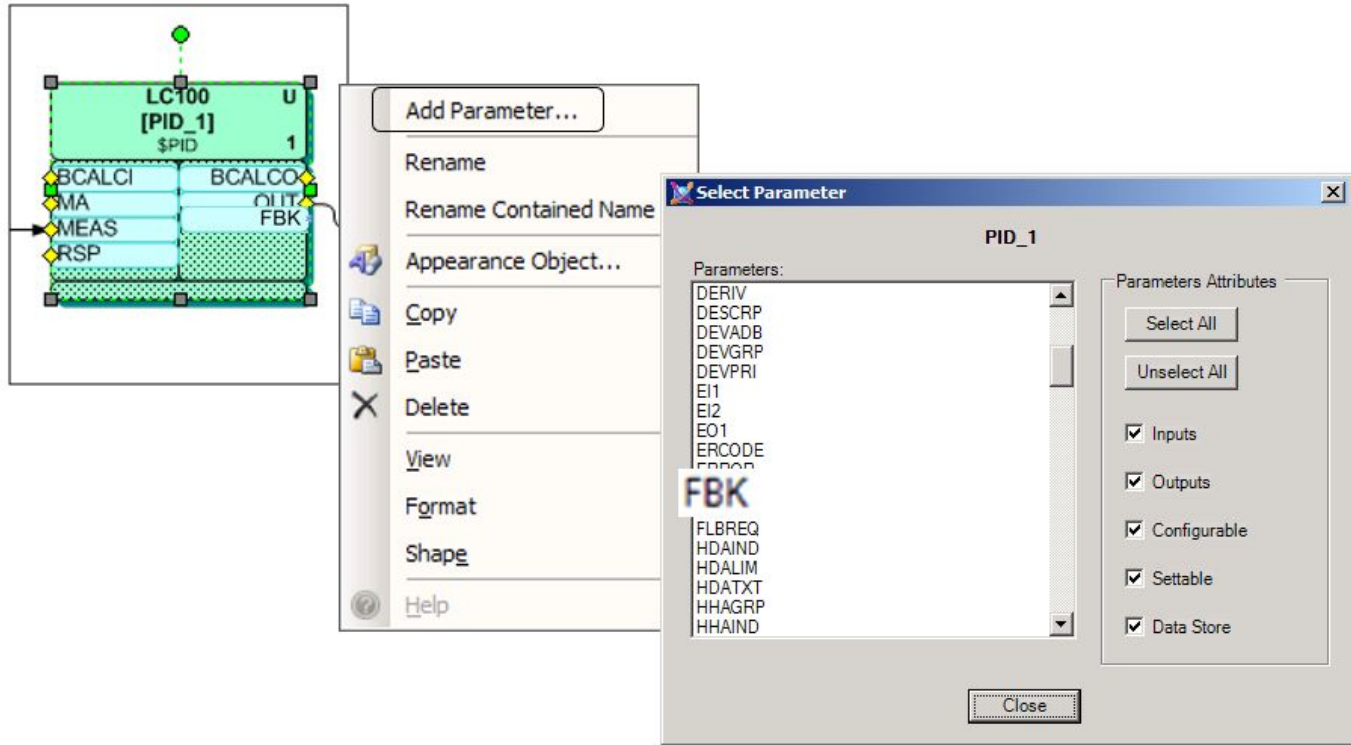 LC100 U
[PID_1]
$PID 1
BCALCI BCALCO
MA OUT
MEAS FBK
RSP
Add Parameter...
Rename
Rename Contained Name
Appearance Object...
Copy
Paste
Delete
View
Format
Shape
Help
Select Parameter
PID_1
Parameters:
DERIV
DESCRP
DEVADB
DEVGRP
DEVPRI
EI1
EI2
EO1
ERCODE
ERROR
FBK
FLBREQ
HDAIND
HDALIM
HDATXT
HHAGRP
HHAIND
Parameters Attributes
Select All
Unselect All
Inputs
Outputs
Configurable
Settable
Data Store
Close